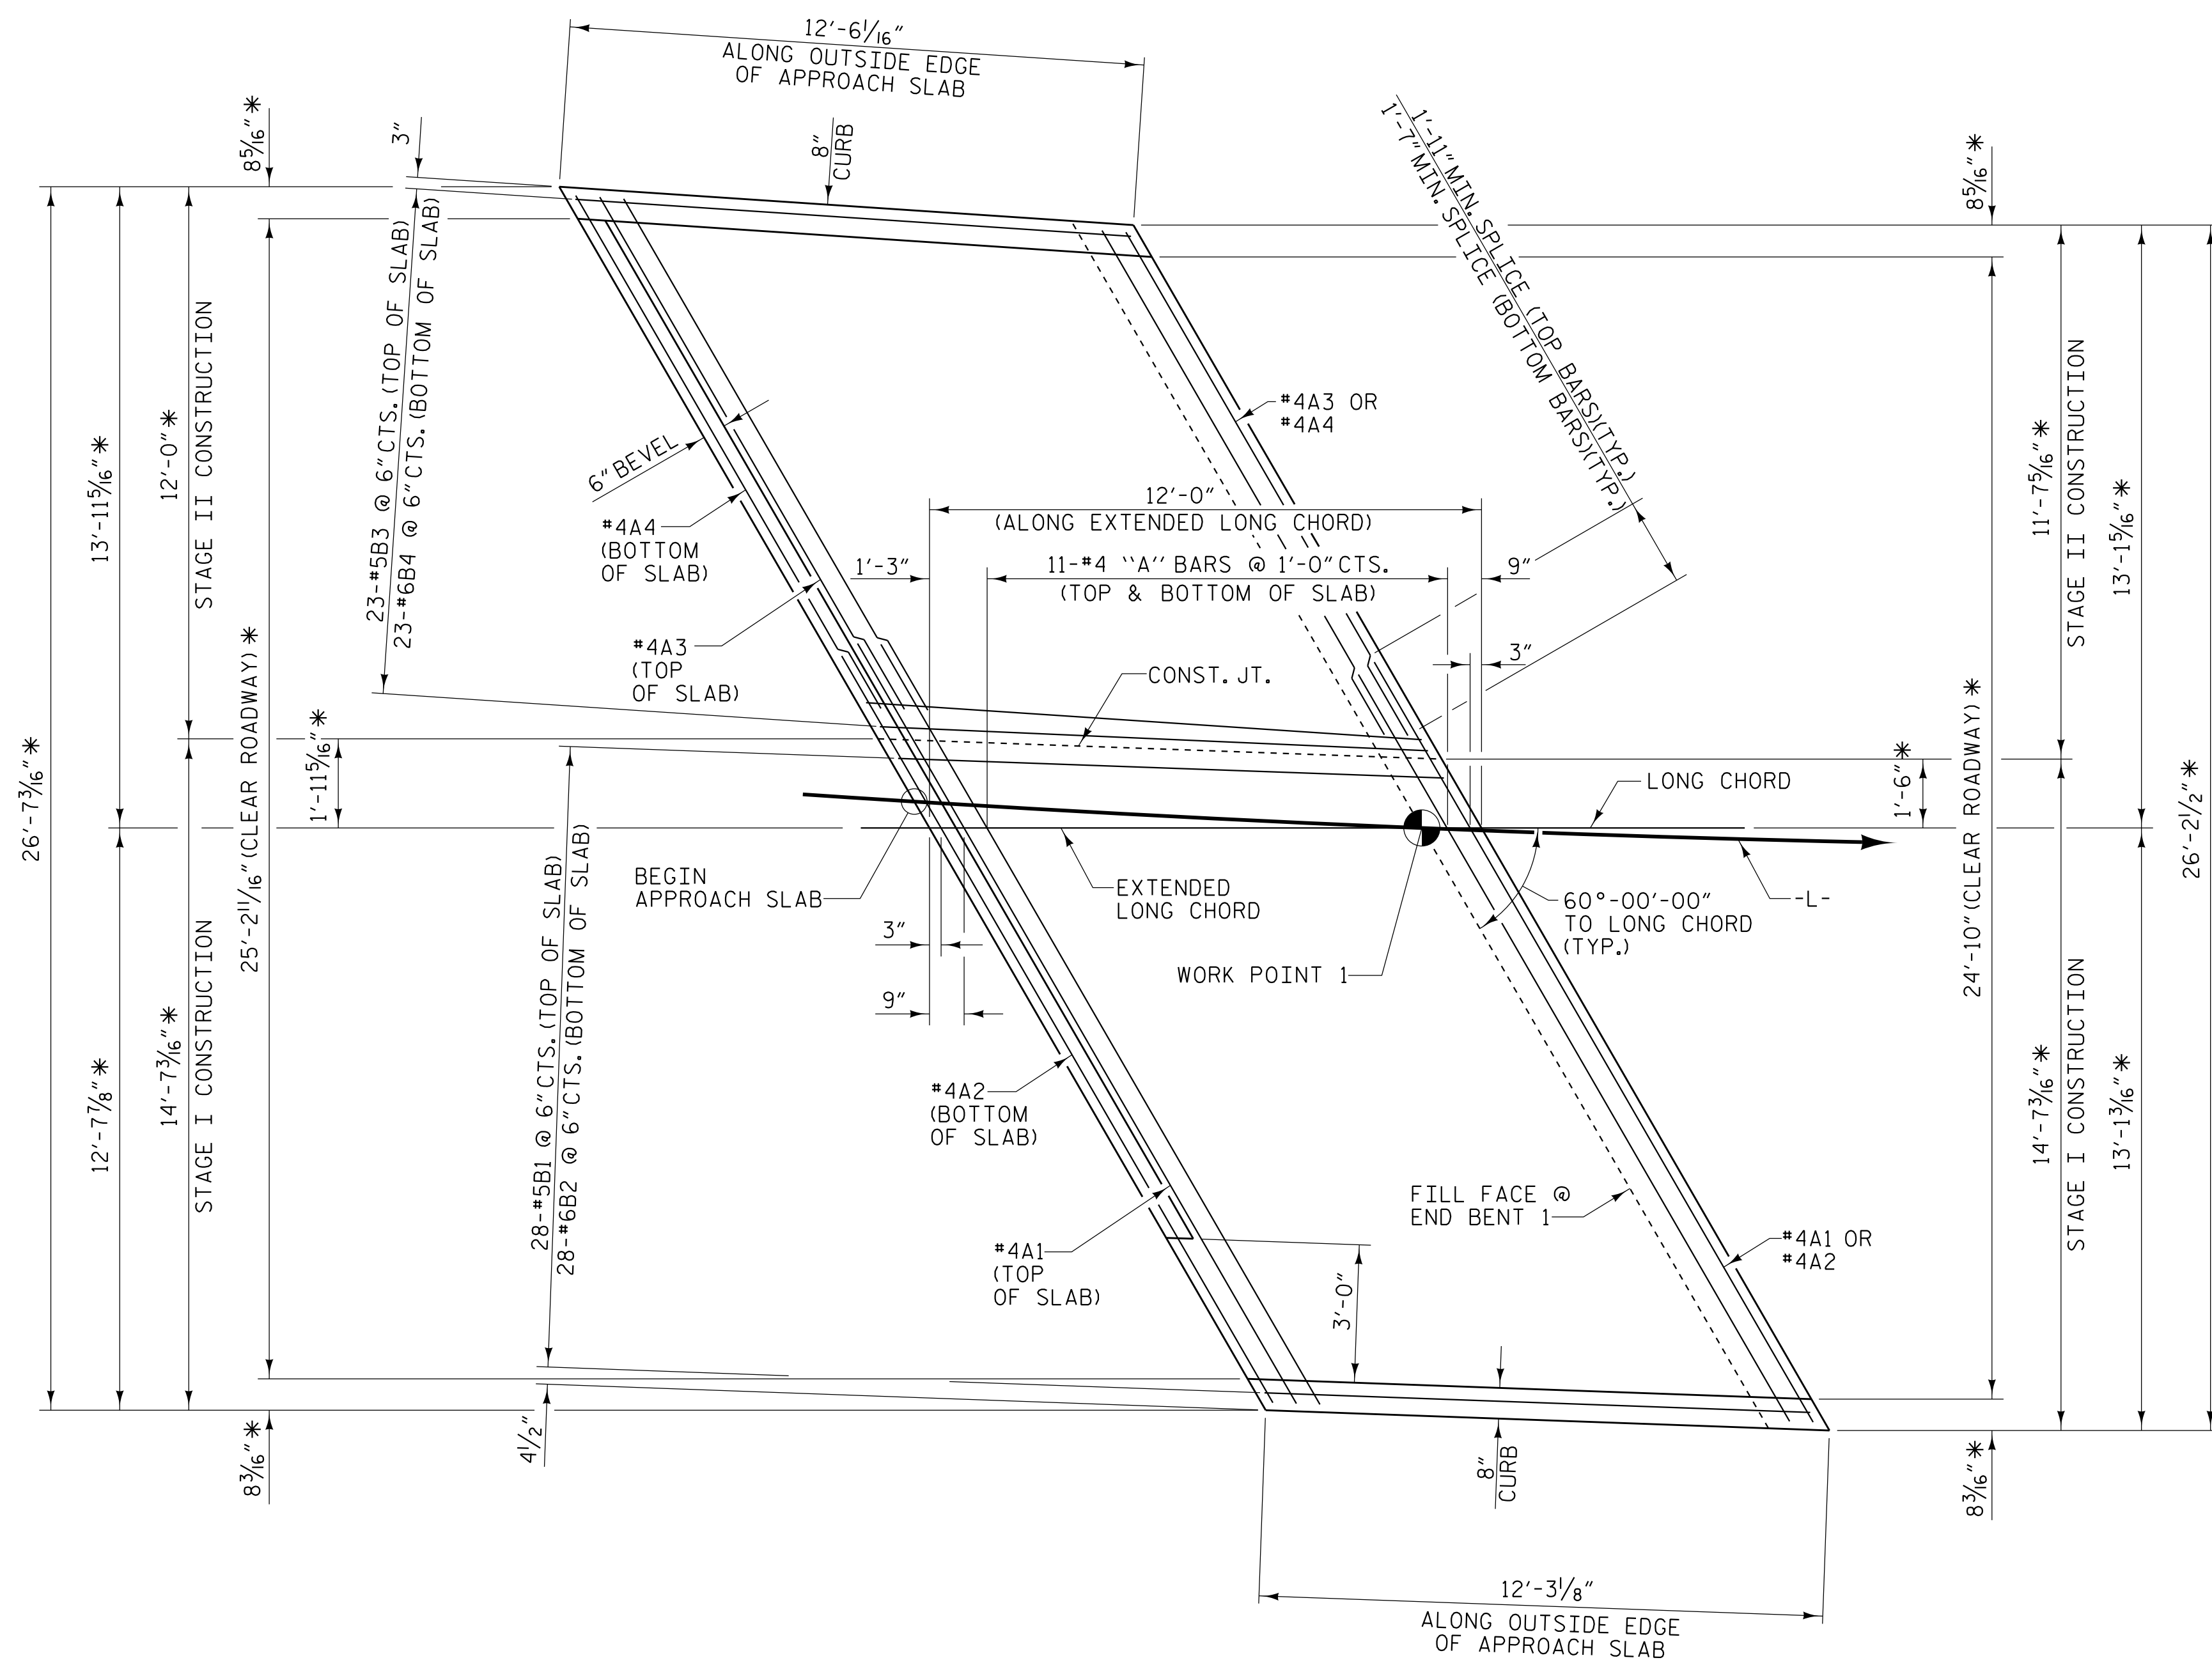 12'-6 1/16"
ALONG OUTSIDE EDGE
OF APPROACH SLAB
8 5/16"*
3"
8"
CURB
1'-11" MIN. SPLICE (TOP BARS)(TYP.)
1'-7" MIN. SPLICE (BOTTOM BARS)(TYP.)
8 5/16"*
26'-7 3/16"*
13'-11 5/16"*
12'-0"*
STAGE II CONSTRUCTION
25'-2 11/16" (CLEAR ROADWAY)*
1'-11 5/16"*
23-#5B3 @ 6" CTS. (TOP OF SLAB)
23-#6B4 @ 6" CTS. (BOTTOM OF SLAB)
6" BEVEL
#4A4
(BOTTOM
OF SLAB)
#4A3
(TOP
OF SLAB)
#4A3 OR
#4A4
12'-0"
(ALONG EXTENDED LONG CHORD)
1'-3"
11-#4 "A" BARS @ 1'-0" CTS.
(TOP & BOTTOM OF SLAB)
9"
3"
CONST. JT.
LONG CHORD
11'-7 5/16"*
STAGE II CONSTRUCTION
13'-1 5/16"*
1'-6"*
24'-10" (CLEAR ROADWAY)*
26'-2 1/2"*
BEGIN
APPROACH SLAB
EXTENDED
LONG CHORD
60°-00'-00"
TO LONG CHORD
(TYP.)
-L-
WORK POINT 1
3"
9"
12'-7 7/8"*
14'-7 3/16"*
STAGE I CONSTRUCTION
28-#5B1 @ 6" CTS. (TOP OF SLAB)
28-#6B2 @ 6" CTS. (BOTTOM OF SLAB)
#4A2
(BOTTOM
OF SLAB)
#4A1
(TOP
OF SLAB)
3'-0"
FILL FACE @
END BENT 1
#4A1 OR
#4A2
14'-7 3/16"*
STAGE I CONSTRUCTION
13'-1 3/16"*
8 3/16"*
4 1/2"
8"
CURB
8 3/16"*
12'-3 1/8"
ALONG OUTSIDE EDGE
OF APPROACH SLAB